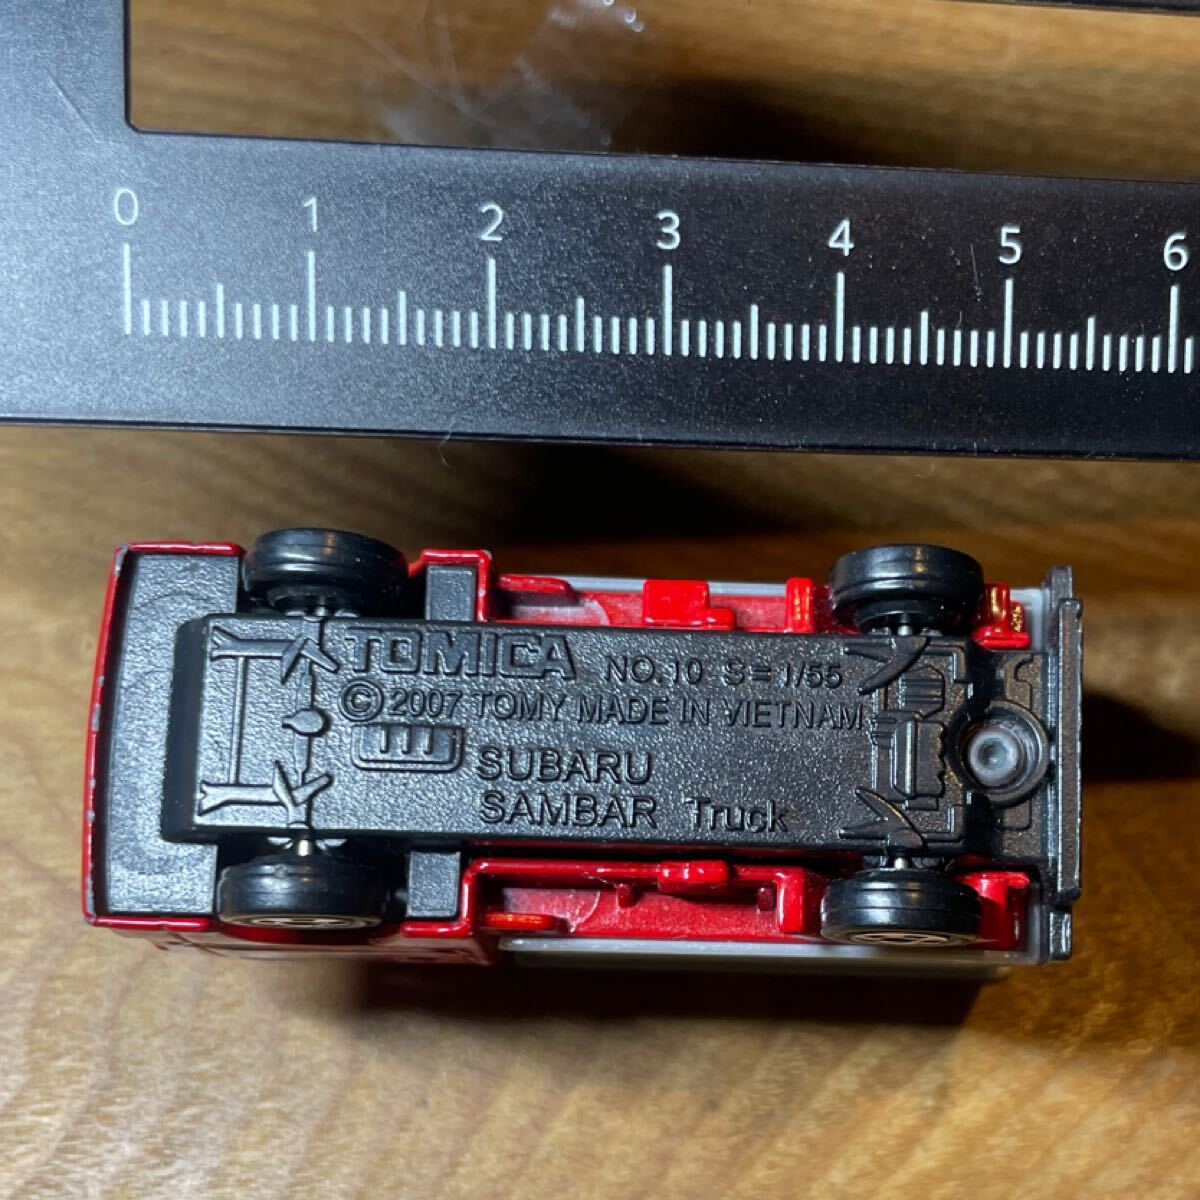 0 1 2 3 4 5 6
TOMICA NO.10 S=1/55
©2007 TOMY MADE IN VIETNAM
SUBARU
SAMBAR Truck